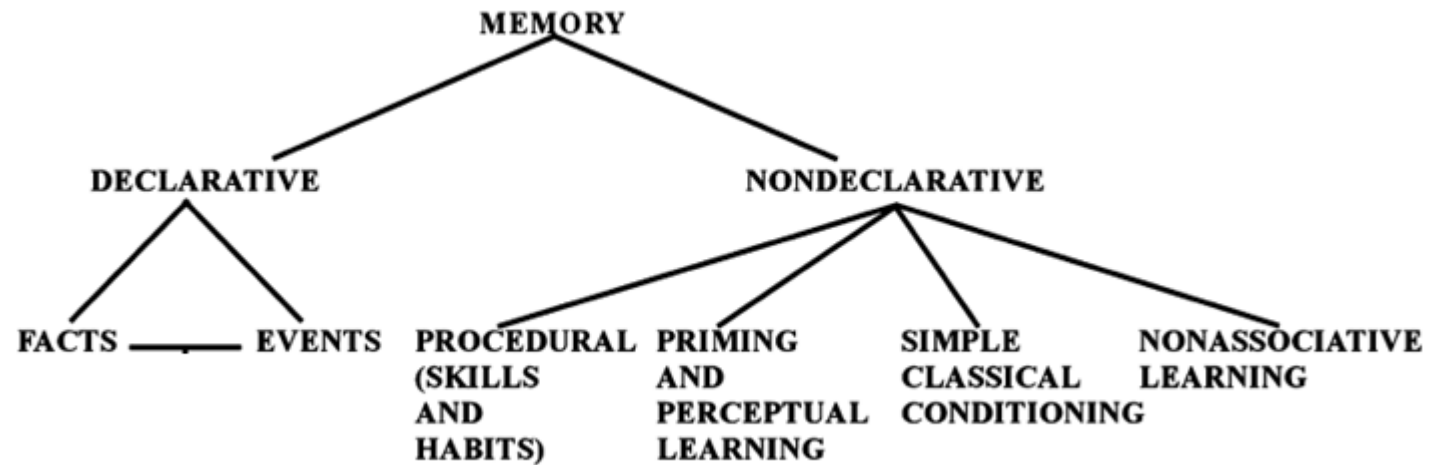 MEMORY
DECLARATIVE NONDECLARATIVE
FACTS EVENTS PROCEDURAL PRIMING SIMPLE NONASSOCIATIVE
(SKILLS AND CLASSICAL LEARNING
AND PERCEPTUAL CONDITIONING
HABITS) LEARNING